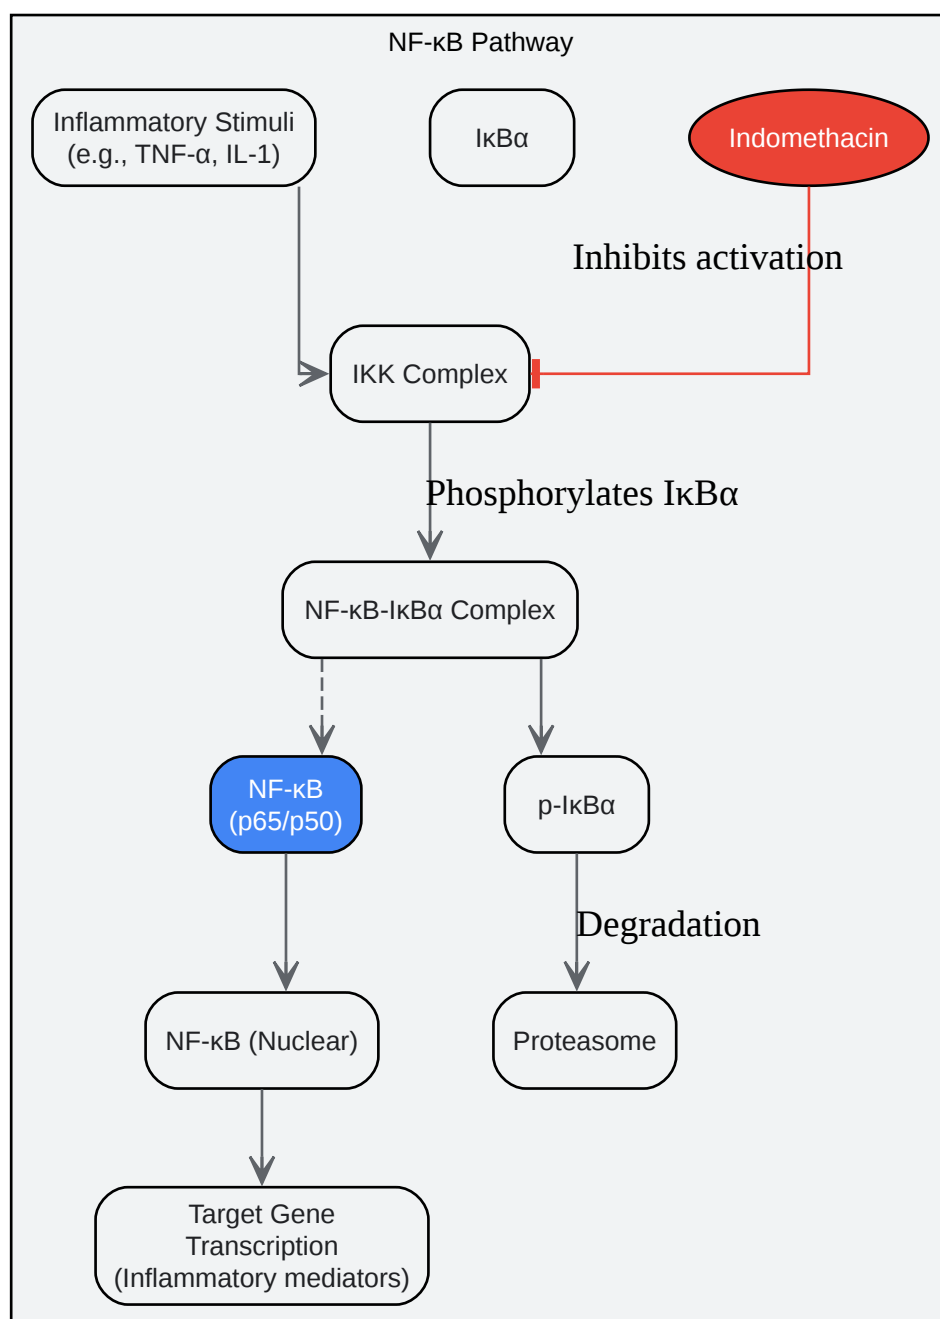 NF-κB Pathway
Inflammatory Stimuli
(e.g., TNF-α, IL-1)
IκBα
Indomethacin
Inhibits activation
IKK Complex
Phosphorylates IκBα
NF-κB-IκBα Complex
NF-κB
(p65/p50)
p-IκBα
Degradation
NF-κB (Nuclear)
Proteasome
Target Gene
Transcription
(Inflammatory mediators)